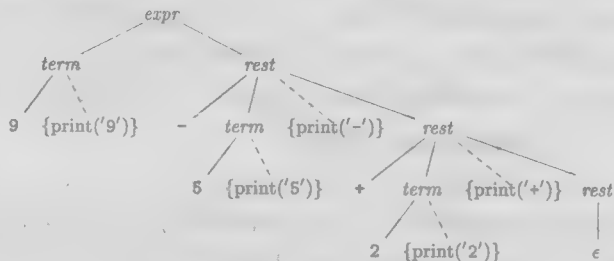 expr
term rest
9 {print('9')} - term {print('-')} rest
5 {print('5')} + term {print('+')} rest
2 {print('2')} ϵ